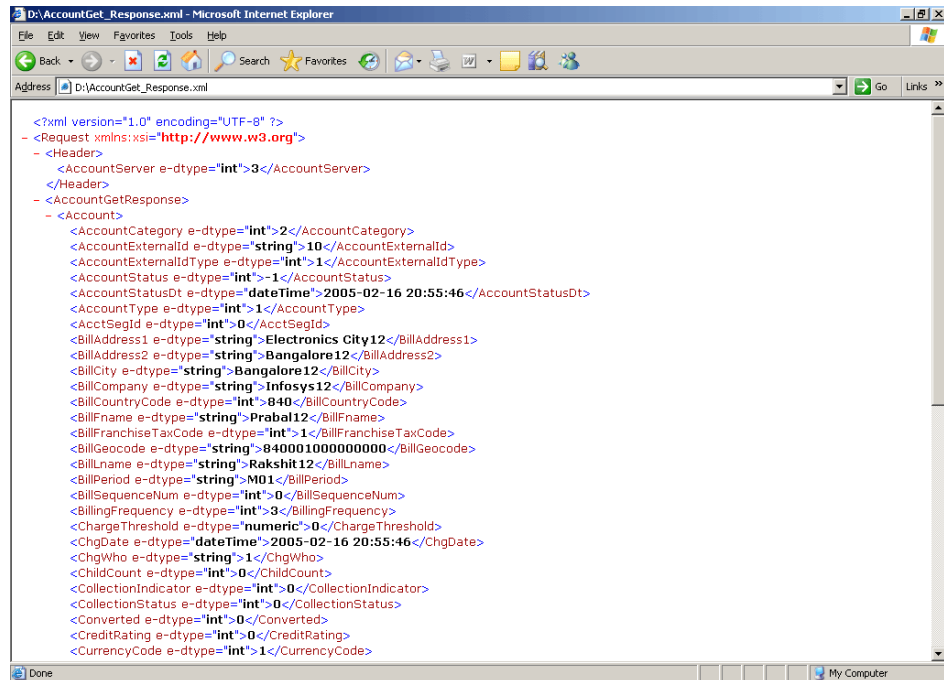 D:\AccountGet_Response.xml - Microsoft Internet Explorer
File Edit View Favorites Tools Help
Back Search Favorites
Address D:\AccountGet_Response.xml Go Links »
<?xml version="1.0" encoding="UTF-8" ?>
- <Request xmlns:xsi="http://www.w3.org">
- <Header>
<AccountServer e-dtype="int">3</AccountServer>
</Header>
- <AccountGetResponse>
- <Account>
<AccountCategory e-dtype="int">2</AccountCategory>
<AccountExternalId e-dtype="string">10</AccountExternalId>
<AccountExternalIdType e-dtype="int">1</AccountExternalIdType>
<AccountStatus e-dtype="int">-1</AccountStatus>
<AccountStatusDt e-dtype="dateTime">2005-02-16 20:55:46</AccountStatusDt>
<AccountType e-dtype="int">1</AccountType>
<AcctSegId e-dtype="int">0</AcctSegId>
<BillAddress1 e-dtype="string">Electronics City12</BillAddress1>
<BillAddress2 e-dtype="string">Bangalore12</BillAddress2>
<BillCity e-dtype="string">Bangalore12</BillCity>
<BillCompany e-dtype="string">Infosys12</BillCompany>
<BillCountryCode e-dtype="int">840</BillCountryCode>
<BillFname e-dtype="string">Prabal12</BillFname>
<BillFranchiseTaxCode e-dtype="int">1</BillFranchiseTaxCode>
<BillGeocode e-dtype="string">840001000000000</BillGeocode>
<BillLname e-dtype="string">Rakshit12</BillLname>
<BillPeriod e-dtype="string">M01</BillPeriod>
<BillSequenceNum e-dtype="int">0</BillSequenceNum>
<BillingFrequency e-dtype="int">3</BillingFrequency>
<ChargeThreshold e-dtype="numeric">0</ChargeThreshold>
<ChgDate e-dtype="dateTime">2005-02-16 20:55:46</ChgDate>
<ChgWho e-dtype="string">1</ChgWho>
<ChildCount e-dtype="int">0</ChildCount>
<CollectionIndicator e-dtype="int">0</CollectionIndicator>
<CollectionStatus e-dtype="int">0</CollectionStatus>
<Converted e-dtype="int">0</Converted>
<CreditRating e-dtype="int">0</CreditRating>
<CurrencyCode e-dtype="int">1</CurrencyCode>
Done My Computer